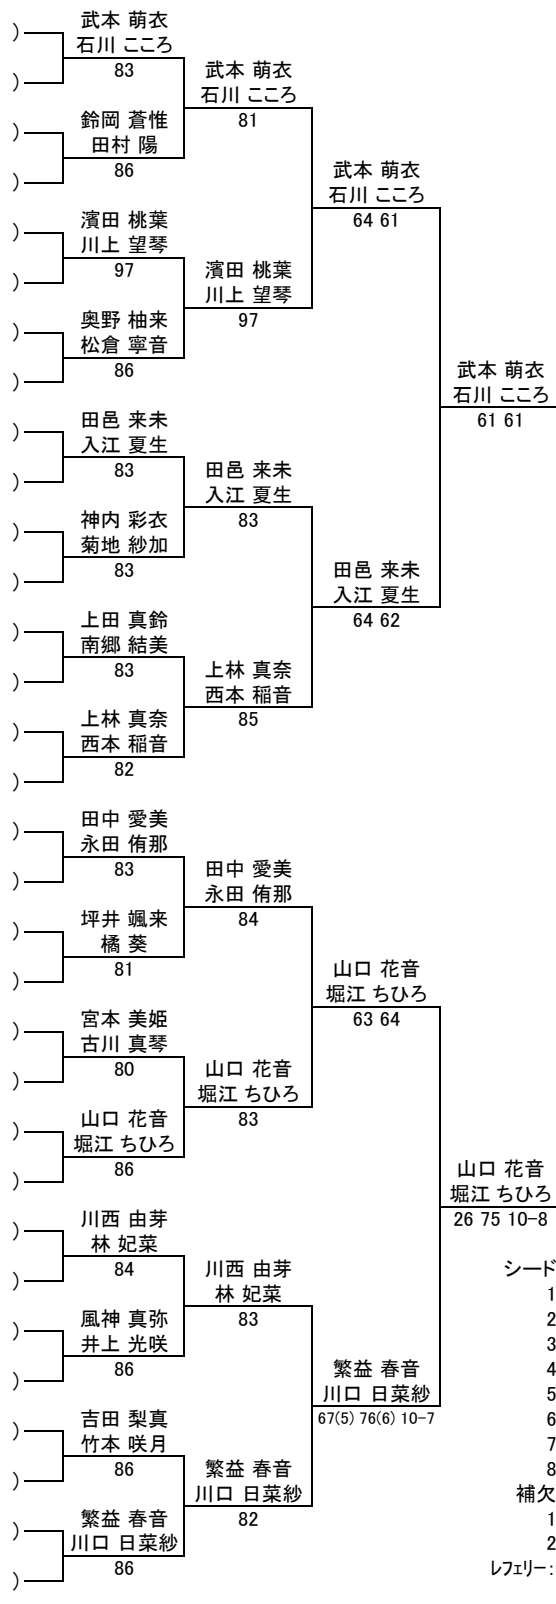 武本 萌衣
石川 こころ
83
鈴岡 蒼惟
田村 陽
86
濱田 桃葉
川上 望琴
97
奥野 柚来
松倉 寧音
86
田邑 来未
入江 夏生
83
神内 彩衣
菊地 紗加
83
上田 真鈴
南郷 結美
83
上林 真奈
西本 稲音
82
田中 愛美
永田 侑那
83
坪井 颯来
橘 葵
81
宮本 美姫
古川 真琴
80
山口 花音
堀江 ちひろ
86
川西 由芽
林 妃菜
84
風神 真弥
井上 光咲
86
吉田 梨真
竹本 咲月
86
繁益 春音
川口 日菜紗
86
武本 萌衣
石川 こころ
81
濱田 桃葉
川上 望琴
97
田邑 来未
入江 夏生
83
上林 真奈
西本 稲音
85
田中 愛美
永田 侑那
84
山口 花音
堀江 ちひろ
83
川西 由芽
林 妃菜
83
繁益 春音
川口 日菜紗
82
武本 萌衣
石川 こころ
64 61
田邑 来未
入江 夏生
64 62
山口 花音
堀江 ちひろ
63 64
繁益 春音
川口 日菜紗
67(5) 76(6) 10-7
武本 萌衣
石川 こころ
61 61
山口 花音
堀江 ちひろ
26 75 10-8
シード
1
2
3
4
5
6
7
8
補欠
1
2
レフェリー: